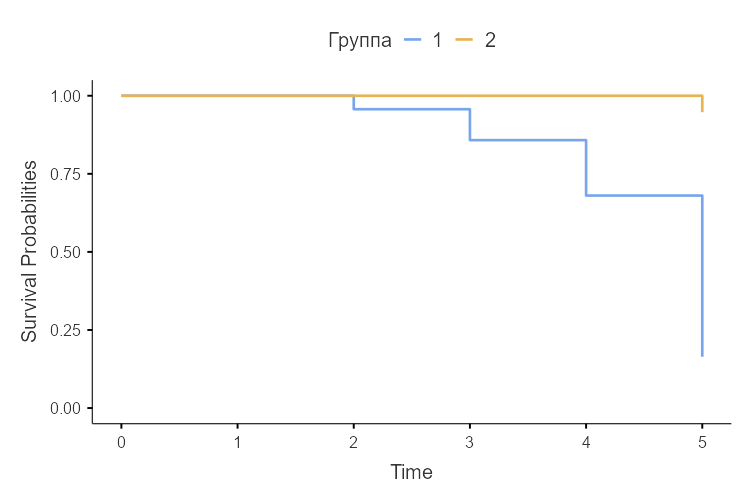 Группа 1 2
1.00
0.75
0.50
0.25
0.00
Survival Probabilities
0 1 2 3 4 5
Time